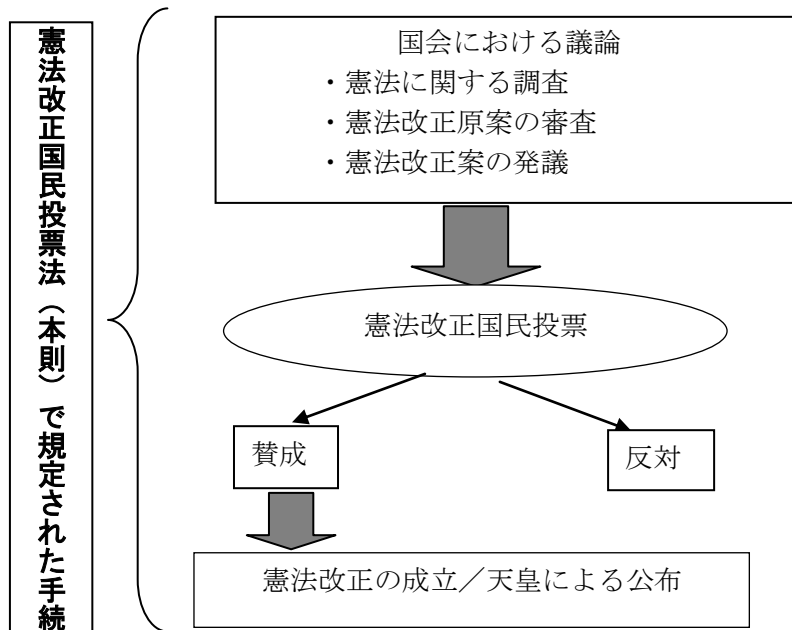 憲法改正国民投票法（本則）で規定された手続
国会における議論
・憲法に関する調査
・憲法改正原案の審査
・憲法改正案の発議
憲法改正国民投票
賛成
反対
憲法改正の成立／天皇による公布